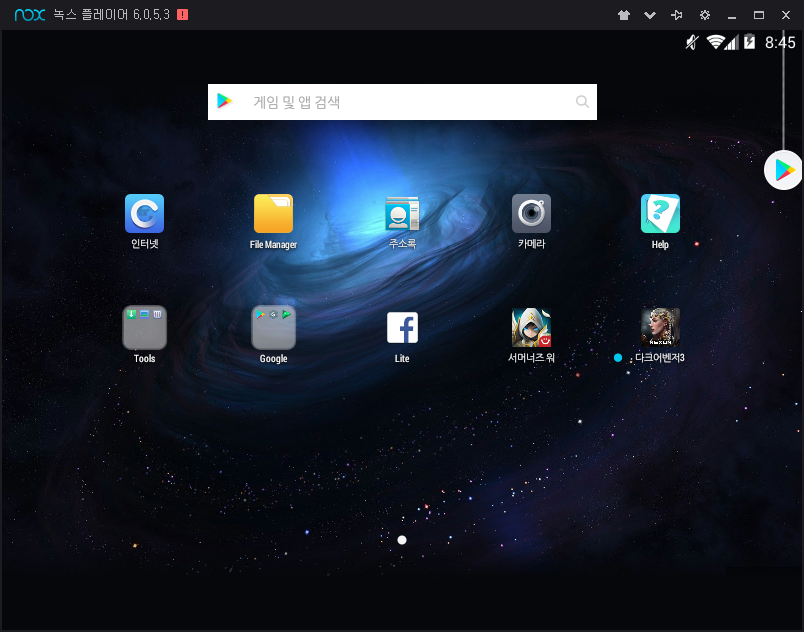 nox 녹스 플레이어 6.0.5.3
8:45
게임 및 앱 검색
인터넷
File Manager
주소록
카메라
Help
Tools
Google
Lite
서머너즈 워
다크어벤저3
NEXON